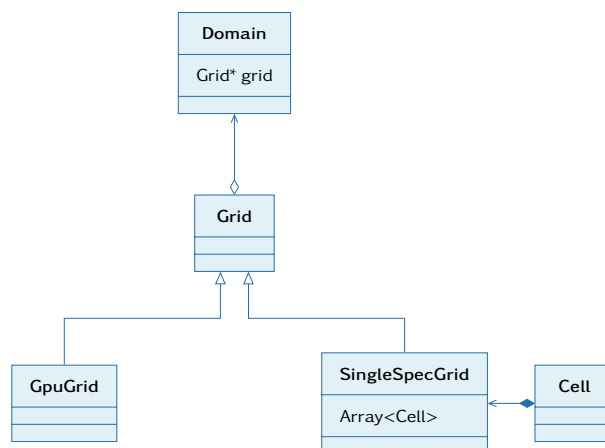 Domain
Grid* grid
Grid
GpuGrid
SingleSpecGrid
Array<Cell>
Cell